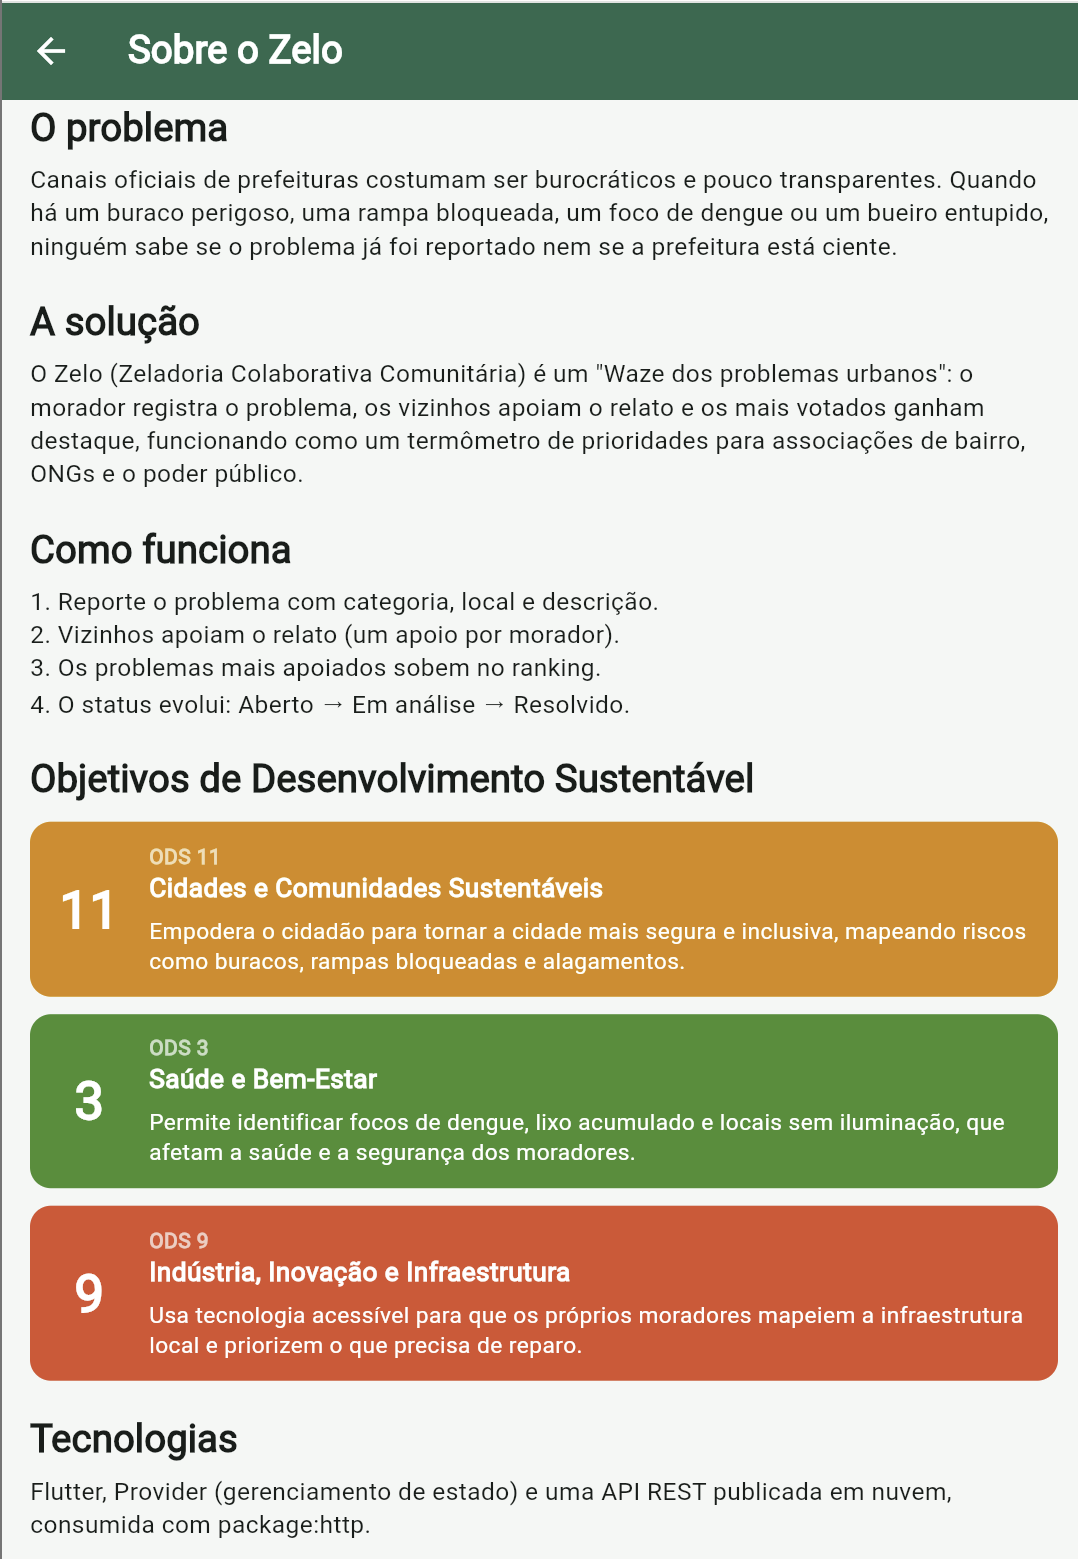 Sobre o Zelo
O problema
Canais oficiais de prefeituras costumam ser burocráticos e pouco transparentes. Quando
há um buraco perigoso, uma rampa bloqueada, um foco de dengue ou um bueiro entupido,
ninguém sabe se o problema já foi reportado nem se a prefeitura está ciente.
A solução
O Zelo (Zeladoria Colaborativa Comunitária) é um "Waze dos problemas urbanos": o
morador registra o problema, os vizinhos apoiam o relato e os mais votados ganham
destaque, funcionando como um termômetro de prioridades para associações de bairro,
ONGs e o poder público.
Como funciona
1. Reporte o problema com categoria, local e descrição.
2. Vizinhos apoiam o relato (um apoio por morador).
3. Os problemas mais apoiados sobem no ranking.
4. O status evolui: Aberto → Em análise → Resolvido.
Objetivos de Desenvolvimento Sustentável
11
ODS 11
Cidades e Comunidades Sustentáveis
Empodera o cidadão para tornar a cidade mais segura e inclusiva, mapeando riscos
como buracos, rampas bloqueadas e alagamentos.
3
ODS 3
Saúde e Bem-Estar
Permite identificar focos de dengue, lixo acumulado e locais sem iluminação, que
afetam a saúde e a segurança dos moradores.
9
ODS 9
Indústria, Inovação e Infraestrutura
Usa tecnologia acessível para que os próprios moradores mapeiem a infraestrutura
local e priorizem o que precisa de reparo.
Tecnologias
Flutter, Provider (gerenciamento de estado) e uma API REST publicada em nuvem,
consumida com package:http.